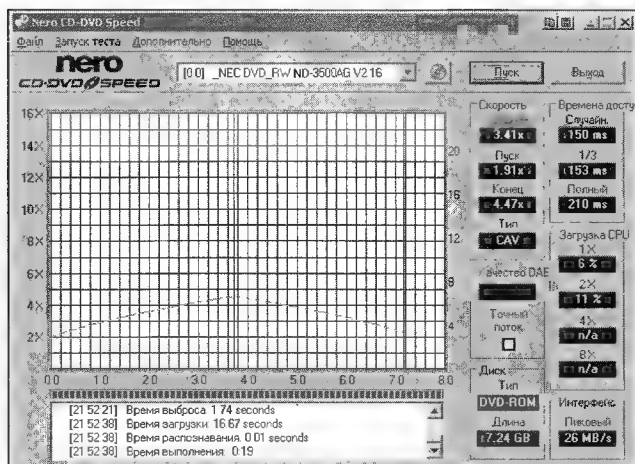 Nero CD-DVD Speed
Файл Запуск теста Дополнительно Помощь
nero
CD-DVD SPEED
[0:0] _NEC DVD_RW ND-3500AG V2.16
Пуск
Выход
Скорость
3.41x
Пуск
1.91x
Конец
4.47x
Тип
CAV
Времена досту
Случайн.
150 ms
1/3
153 ms
Полный
210 ms
Загрузка CPU
1X
6 %
2X
11 %
4X
n/a
8X
n/a
ачество DAE
Точный
поток
Диск
Тип
DVD-ROM
Длина
7.24 GB
Интерфейс
Пиковый
26 MB/s
16X
14X
12X
10X
8X
6X
4X
2X
20
16
12
8
4
0.0 1.0 2.0 3.0 4.0 5.0 6.0 7.0 8.0
[21:52:21] Время выброса: 1.74 seconds
[21:52:38] Время загрузки: 16.67 seconds
[21:52:38] Время распознавания: 0.01 seconds
[21:52:38] Время выполнения: 0:19